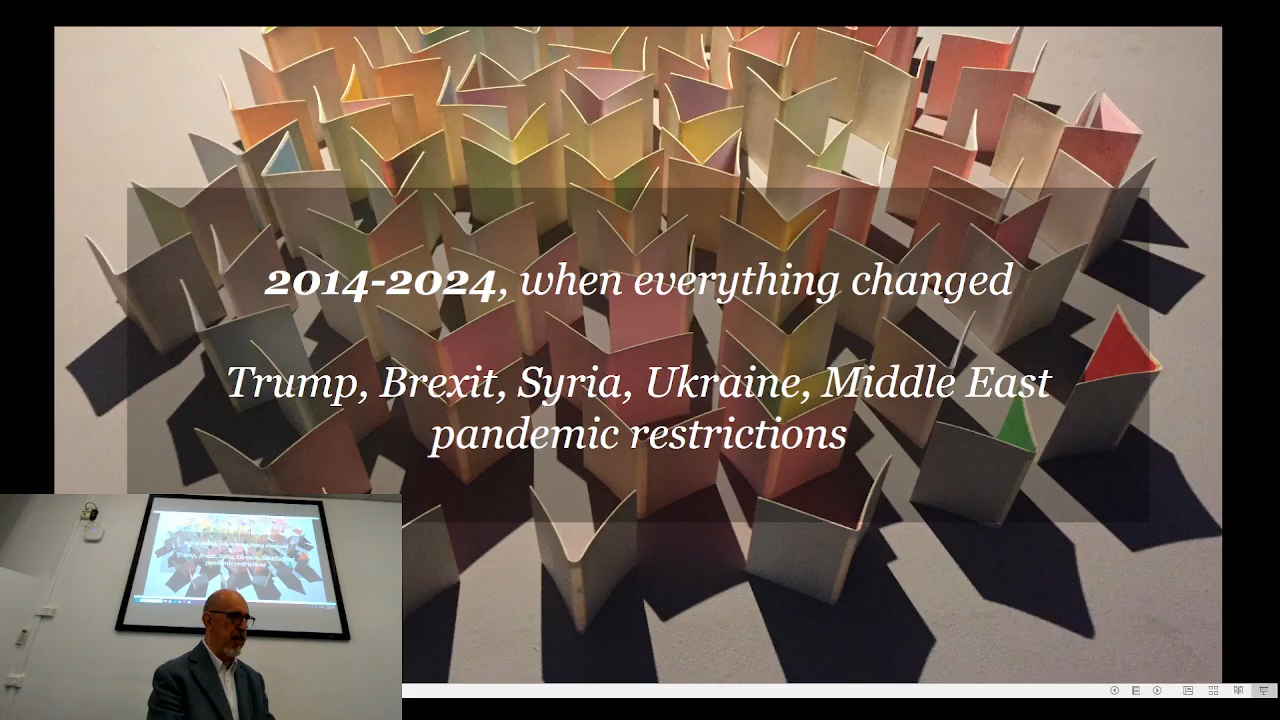 2014-2024, when everything changed
Trump, Brexit, Syria, Ukraine, Middle East
pandemic restrictions